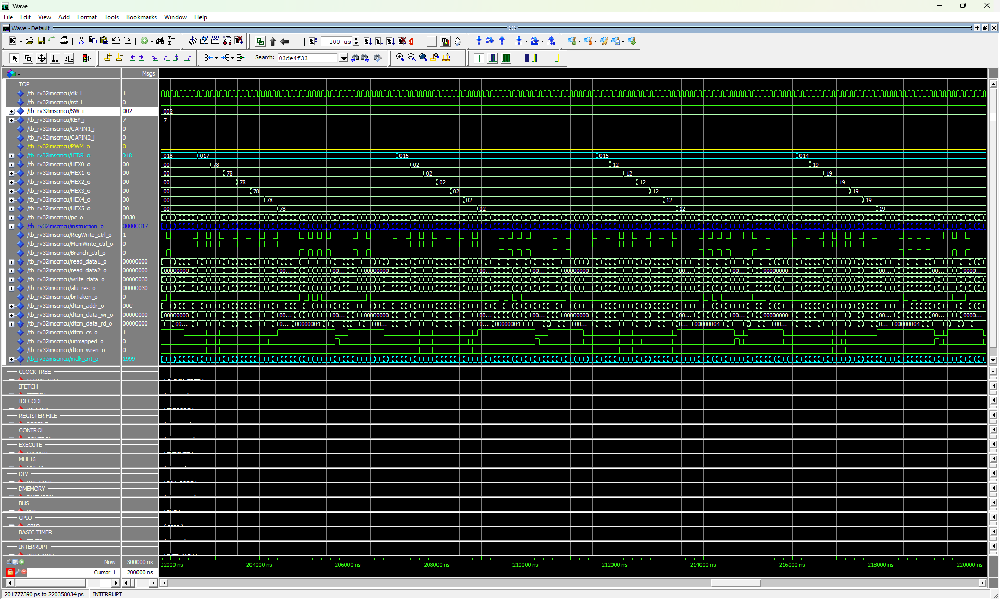 Wave
File Edit View Add Format Tools Bookmarks Window Help
Wave - Default
100 us
Search: 03de4f33
Msgs
TOP
/tb_rv32imscmcu/clk_i 1
/tb_rv32imscmcu/rst_i 0
/tb_rv32imscmcu/SW_i 002 002
/tb_rv32imscmcu/KEY_i 7 7
/tb_rv32imscmcu/CAPIN1_i 0
/tb_rv32imscmcu/CAPIN2_i 0
/tb_rv32imscmcu/PWM_o 0
/tb_rv32imscmcu/LEDR_o 018 018 017 016 015 014
/tb_rv32imscmcu/HEX0_o 00 00 78 02 12 19
/tb_rv32imscmcu/HEX1_o 00 00 78 02 12 19
/tb_rv32imscmcu/HEX2_o 00 00 78 02 12 19
/tb_rv32imscmcu/HEX3_o 00 00 78 02 12 19
/tb_rv32imscmcu/HEX4_o 00 00 78 02 12 19
/tb_rv32imscmcu/HEX5_o 00 00 78 02 12 19
/tb_rv32imscmcu/pc_o 0030
/tb_rv32imscmcu/instruction_o 00000317
/tb_rv32imscmcu/RegWrite_ctrl_o 1
/tb_rv32imscmcu/MemWrite_ctrl_o 0
/tb_rv32imscmcu/Branch_ctrl_o 0
/tb_rv32imscmcu/read_data1_o 00000000
/tb_rv32imscmcu/read_data2_o 00000000 00000000 00... 00... 00000000 00... 00... 00000000 00... 00... 00000000 00... 00... 0000...
/tb_rv32imscmcu/write_data_o 00000030
/tb_rv32imscmcu/alu_res_o 00000030
/tb_rv32imscmcu/brTaken_o 0
/tb_rv32imscmcu/dtcm_addr_o 00C
/tb_rv32imscmcu/dtcm_data_wr_o 00000000 00000000 00... 00... 00000000 00... 00... 00000000 00... 00... 00000000 00... 00... 0000...
/tb_rv32imscmcu/dtcm_data_rd_o 00000000 00... 0... 00000004 00... 0... 00000004 00... 0... 00000004 00... 0... 00000004 00...
/tb_rv32imscmcu/dtcm_cs_o 1
/tb_rv32imscmcu/unmapped_o 0
/tb_rv32imscmcu/dtcm_wren_o 0
/tb_rv32imscmcu/mclk_cnt_o 1999
CLOCK TREE
IFETCH
IDECODE
REGISTER FILE
CONTROL
EXECUTE
MUL16
DIV
DMEMORY
BUS
GPIO
BASIC TIMER
INTERRUPT
Now 300000 ns 02000 ns 204000 ns 206000 ns 208000 ns 210000 ns 212000 ns 214000 ns 216000 ns 218000 ns 220000 ns
Cursor 1 200000 ns
201777390 ps to 220358034 ps INTERRUPT